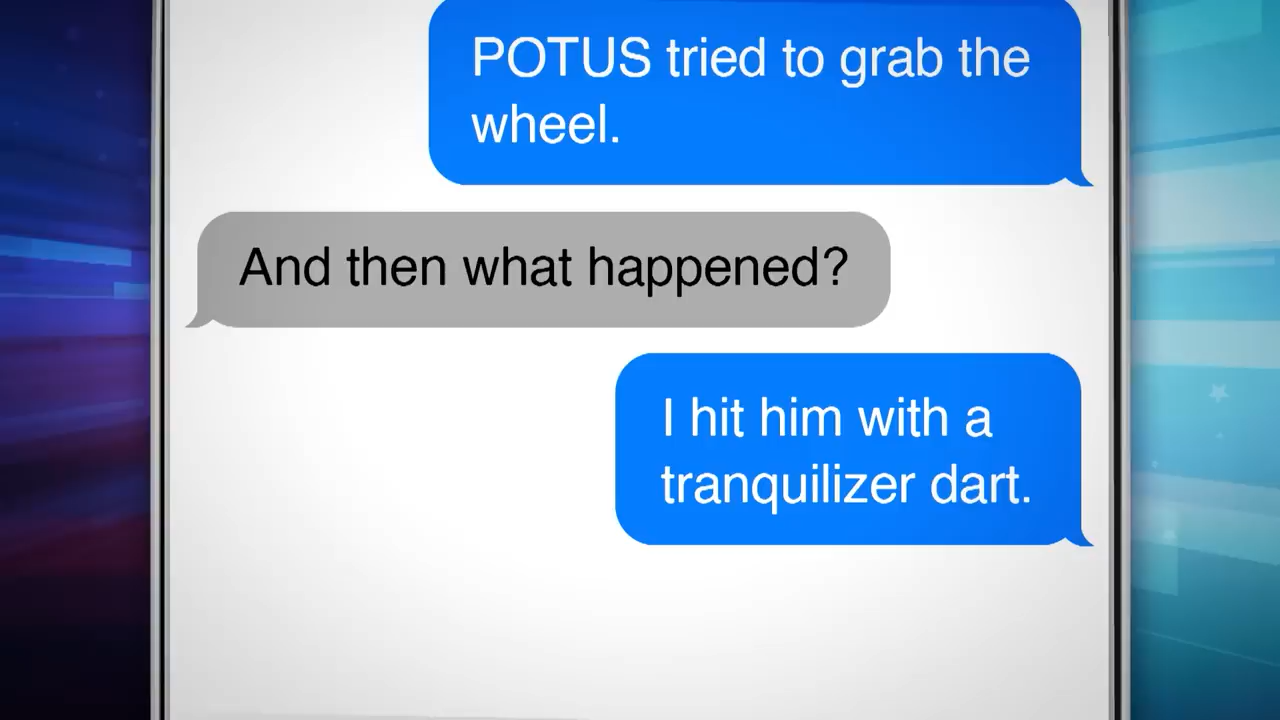 POTUS tried to grab the
wheel.
And then what happened?
I hit him with a
tranquilizer dart.